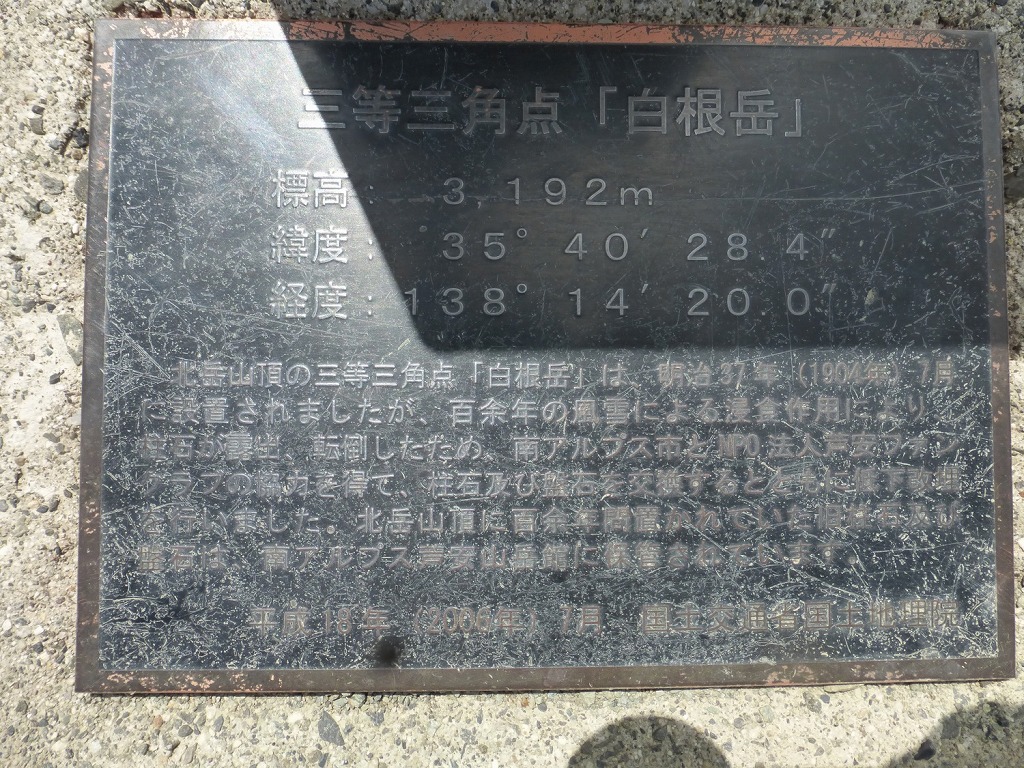 三等三角点「白根岳」
標高: 3,192m
緯度: 35° 40′ 28.4″
経度:138° 14′ 20.0″
北岳山頂の三等三角点「白根岳」は、明治37年(1904年)7月
に設置されましたが、百余年の風雪による浸食作用により
柱石が露出、転倒したため、南アルプス市とNPO法人芦安ファン
クラブの協力を得て、柱石及び盤石を交換するとともに
を行いました。北岳山頂に百余年間置かれていた旧柱石及び
盤石は、南アルプス芦安山岳館に保管されています。
平成18年(2006年)7月 国土交通省国土地理院